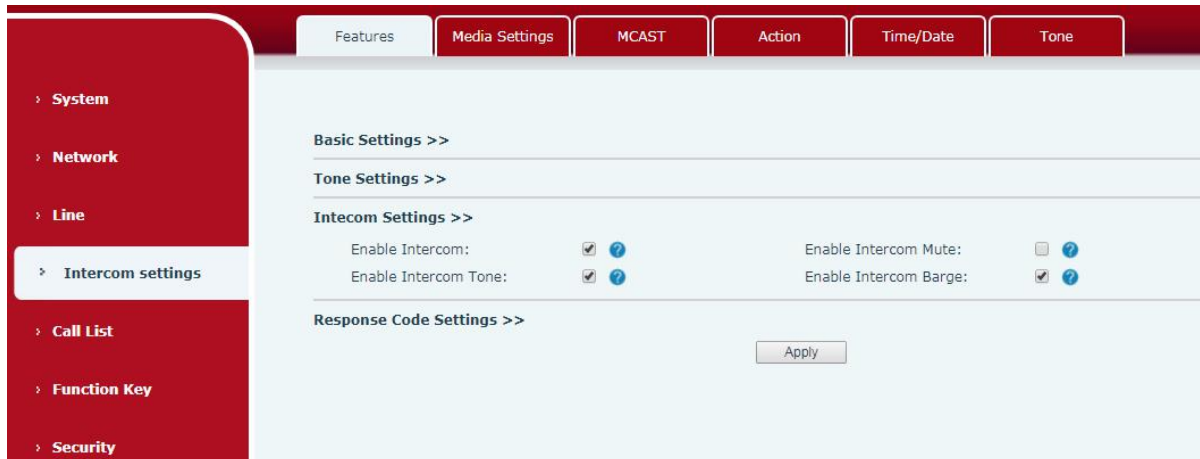 Features Media Settings MCAST Action Time/Date Tone
› System
› Network
› Line
› Intercom settings
› Call List
› Function Key
› Security
Basic Settings >>
Tone Settings >>
Intecom Settings >>
Enable Intercom: ? Enable Intercom Mute: ?
Enable Intercom Tone: ? Enable Intercom Barge: ?
Response Code Settings >>
Apply